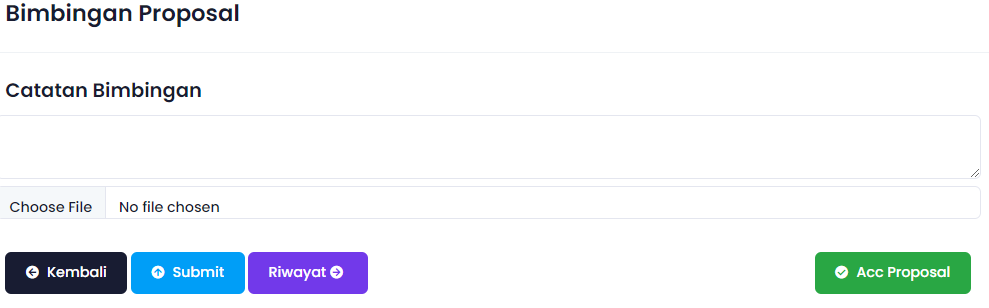 Bimbingan Proposal
Catatan Bimbingan
Choose File No file chosen
Kembali Submit Riwayat Acc Proposal